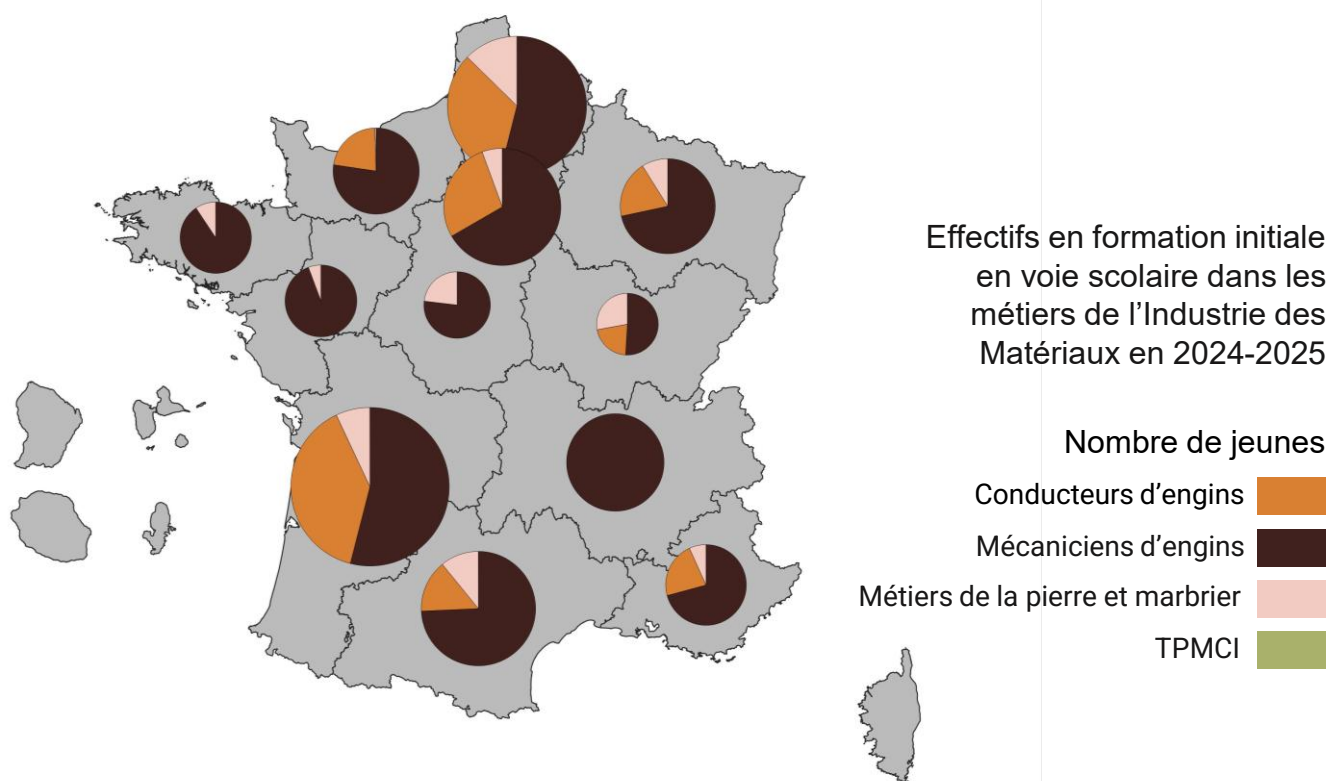 Effectifs en formation initiale
en voie scolaire dans les
métiers de l’Industrie des
Matériaux en 2024-2025
Nombre de jeunes
Conducteurs d’engins
Mécaniciens d’engins
Métiers de la pierre et marbrier
TPMCI